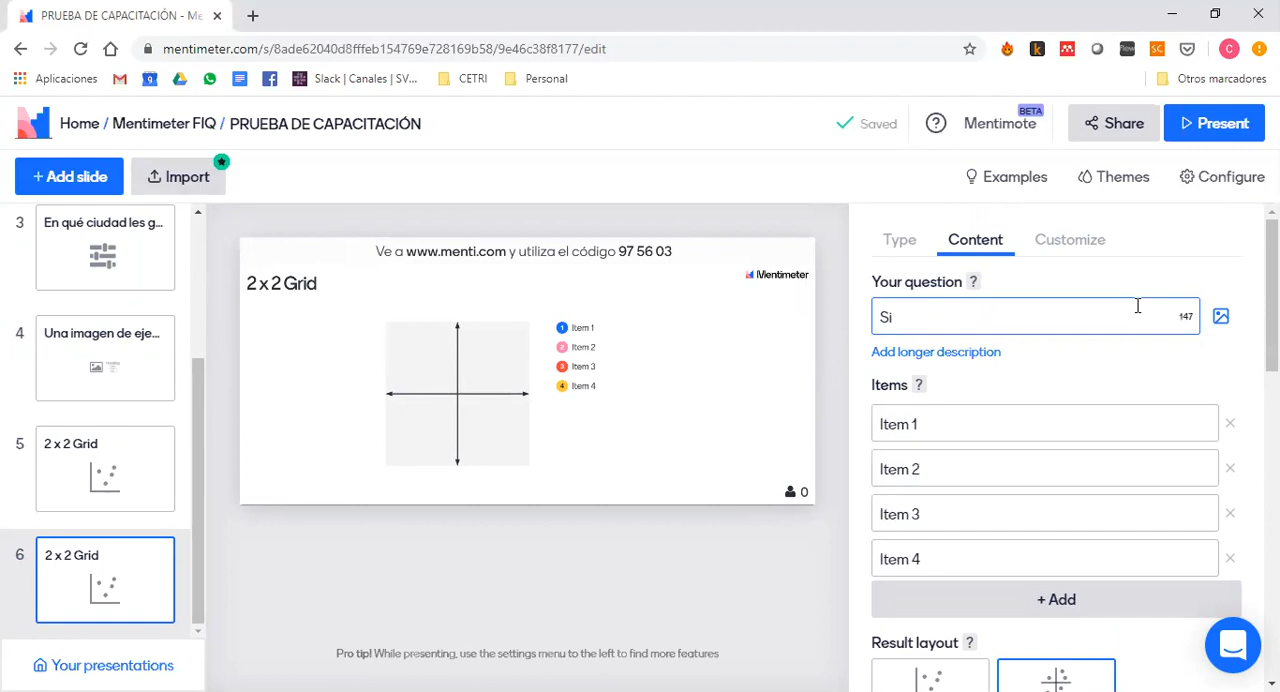 PRUEBA DE CAPACITACIÓN - Me
mentimeter.com/s/8ade62040d8fffeb154769e728169b58/9e46c38f8177/edit
Aplicaciones
Slack | Canales | SV...
CETRI
Personal
Otros marcadores
Home / Mentimeter FIQ / PRUEBA DE CAPACITACIÓN
Saved
?
Mentimote
BETA
Share
Present
+ Add slide
Import
Examples
Themes
Configure
3
En qué ciudad les g...
4
Una imagen de eje...
5
2 x 2 Grid
6
2 x 2 Grid
Your presentations
Ve a www.menti.com y utiliza el código 97 56 03
2 x 2 Grid
Mentimeter
1 Item 1
2 Item 2
3 Item 3
4 Item 4
0
Pro tip! While presenting, use the settings menu to the left to find more features
Type
Content
Customize
Your question ?
Si
147
Add longer description
Items ?
Item 1
Item 2
Item 3
Item 4
+ Add
Result layout ?